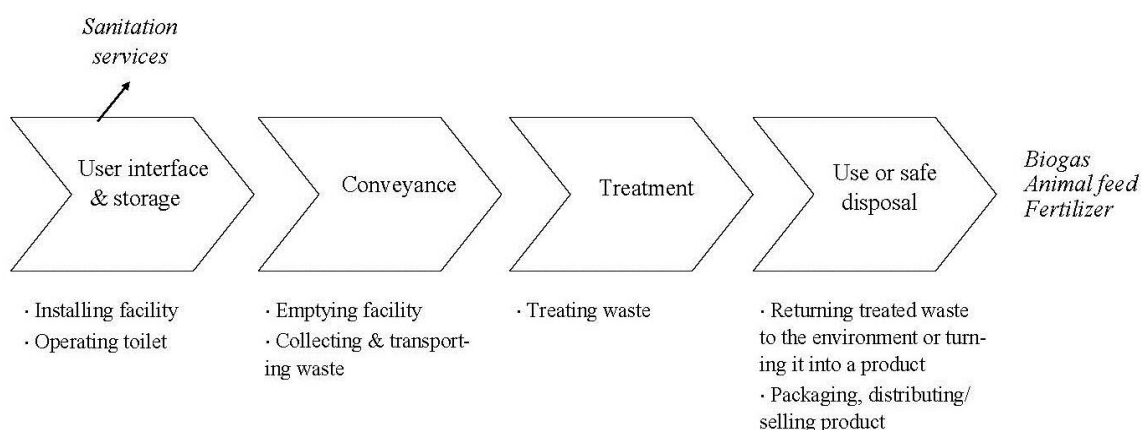 Sanitation
services
User interface
& storage
Conveyance
Treatment
Use or safe
disposal
Biogas
Animal feed
Fertilizer
· Installing facility
· Operating toilet
· Emptying facility
· Collecting & transport-
ing waste
· Treating waste
· Returning treated waste
to the environment or turn-
ing it into a product
· Packaging, distributing/
selling product